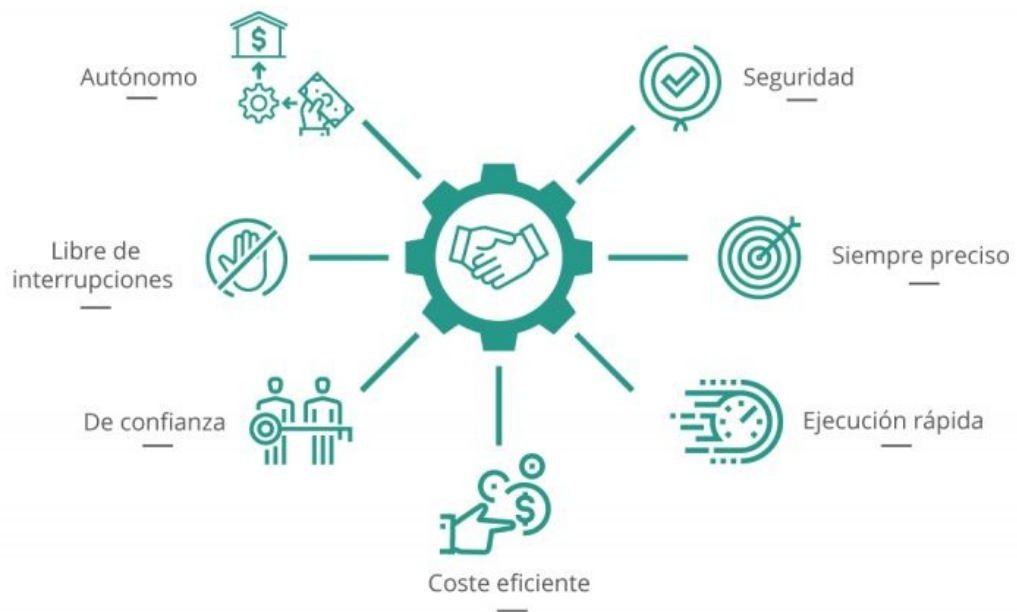 Autónomo
Seguridad
Libre de
interrupciones
Siempre preciso
De confianza
Ejecución rápida
Coste eficiente